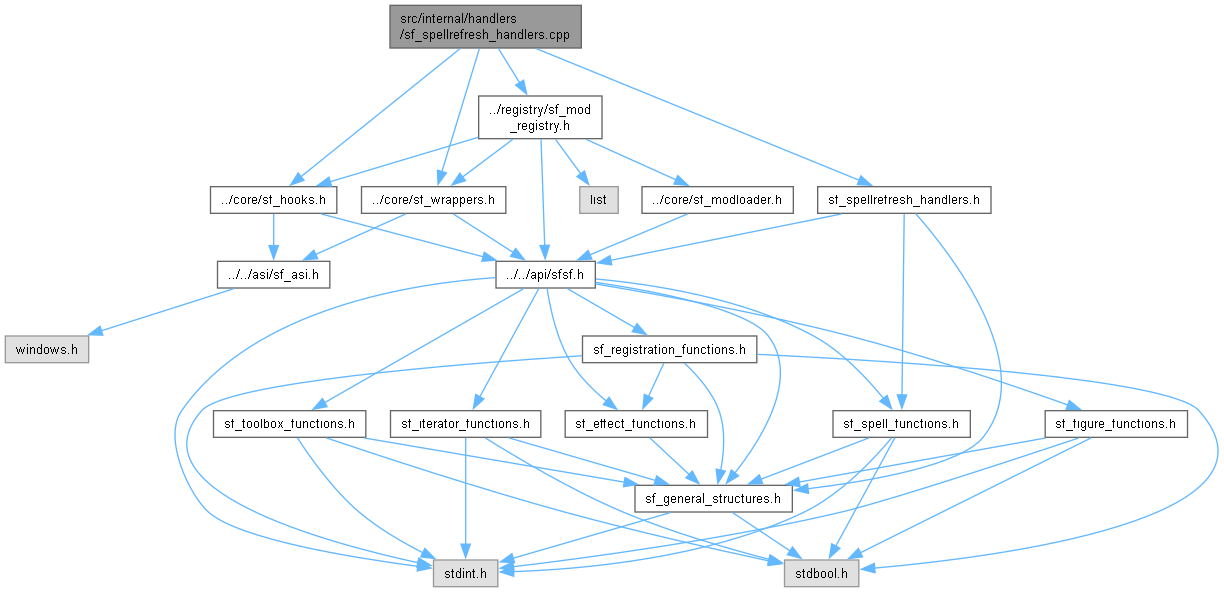 src/internal/handlers
/sf_spellrefresh_handlers.cpp
../registry/sf_mod
_registry.h
../core/sf_hooks.h
../core/sf_wrappers.h
list
../core/sf_modloader.h
sf_spellrefresh_handlers.h
../../asi/sf_asi.h
../../api/sfsf.h
windows.h
sf_registration_functions.h
sf_toolbox_functions.h
sf_iterator_functions.h
sf_effect_functions.h
sf_spell_functions.h
sf_figure_functions.h
sf_general_structures.h
stdint.h
stdbool.h